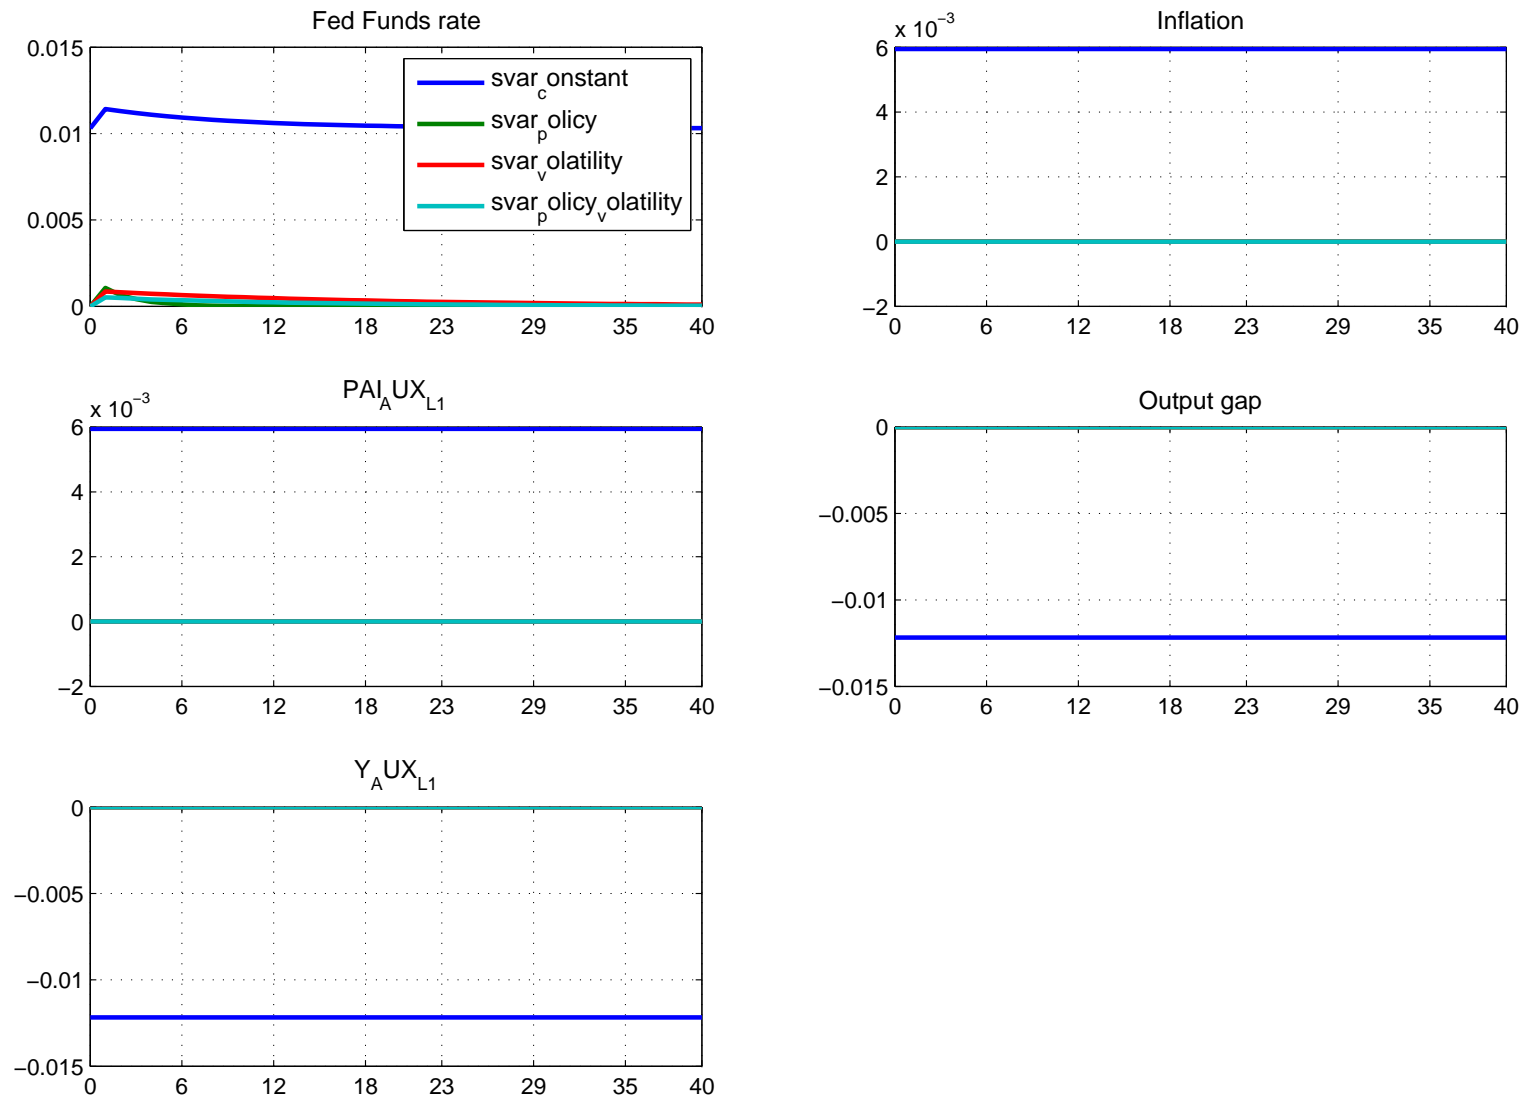 Fed Funds rate
0.015
0.01
0.005
0
0 6 12 18 23 29 35 40
svar_constant
svar_policy
svar_volatility
svar_policy_volatility
Inflation
x 10^−3
6
4
2
0
−2
0 6 12 18 23 29 35 40
PAI_AUX_L1
x 10^−3
6
4
2
0
−2
0 6 12 18 23 29 35 40
Output gap
0
−0.005
−0.01
−0.015
0 6 12 18 23 29 35 40
Y_AUX_L1
0
−0.005
−0.01
−0.015
0 6 12 18 23 29 35 40